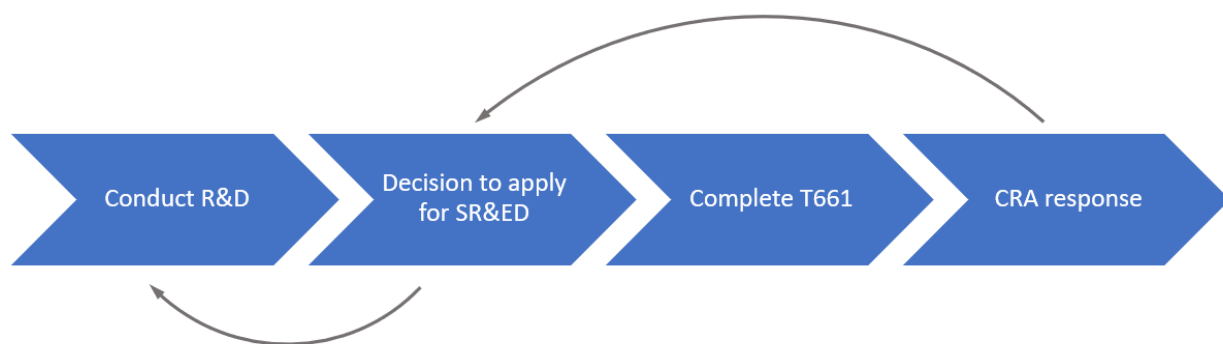 Conduct R&D
Decision to apply
for SR&ED
Complete T661
CRA response